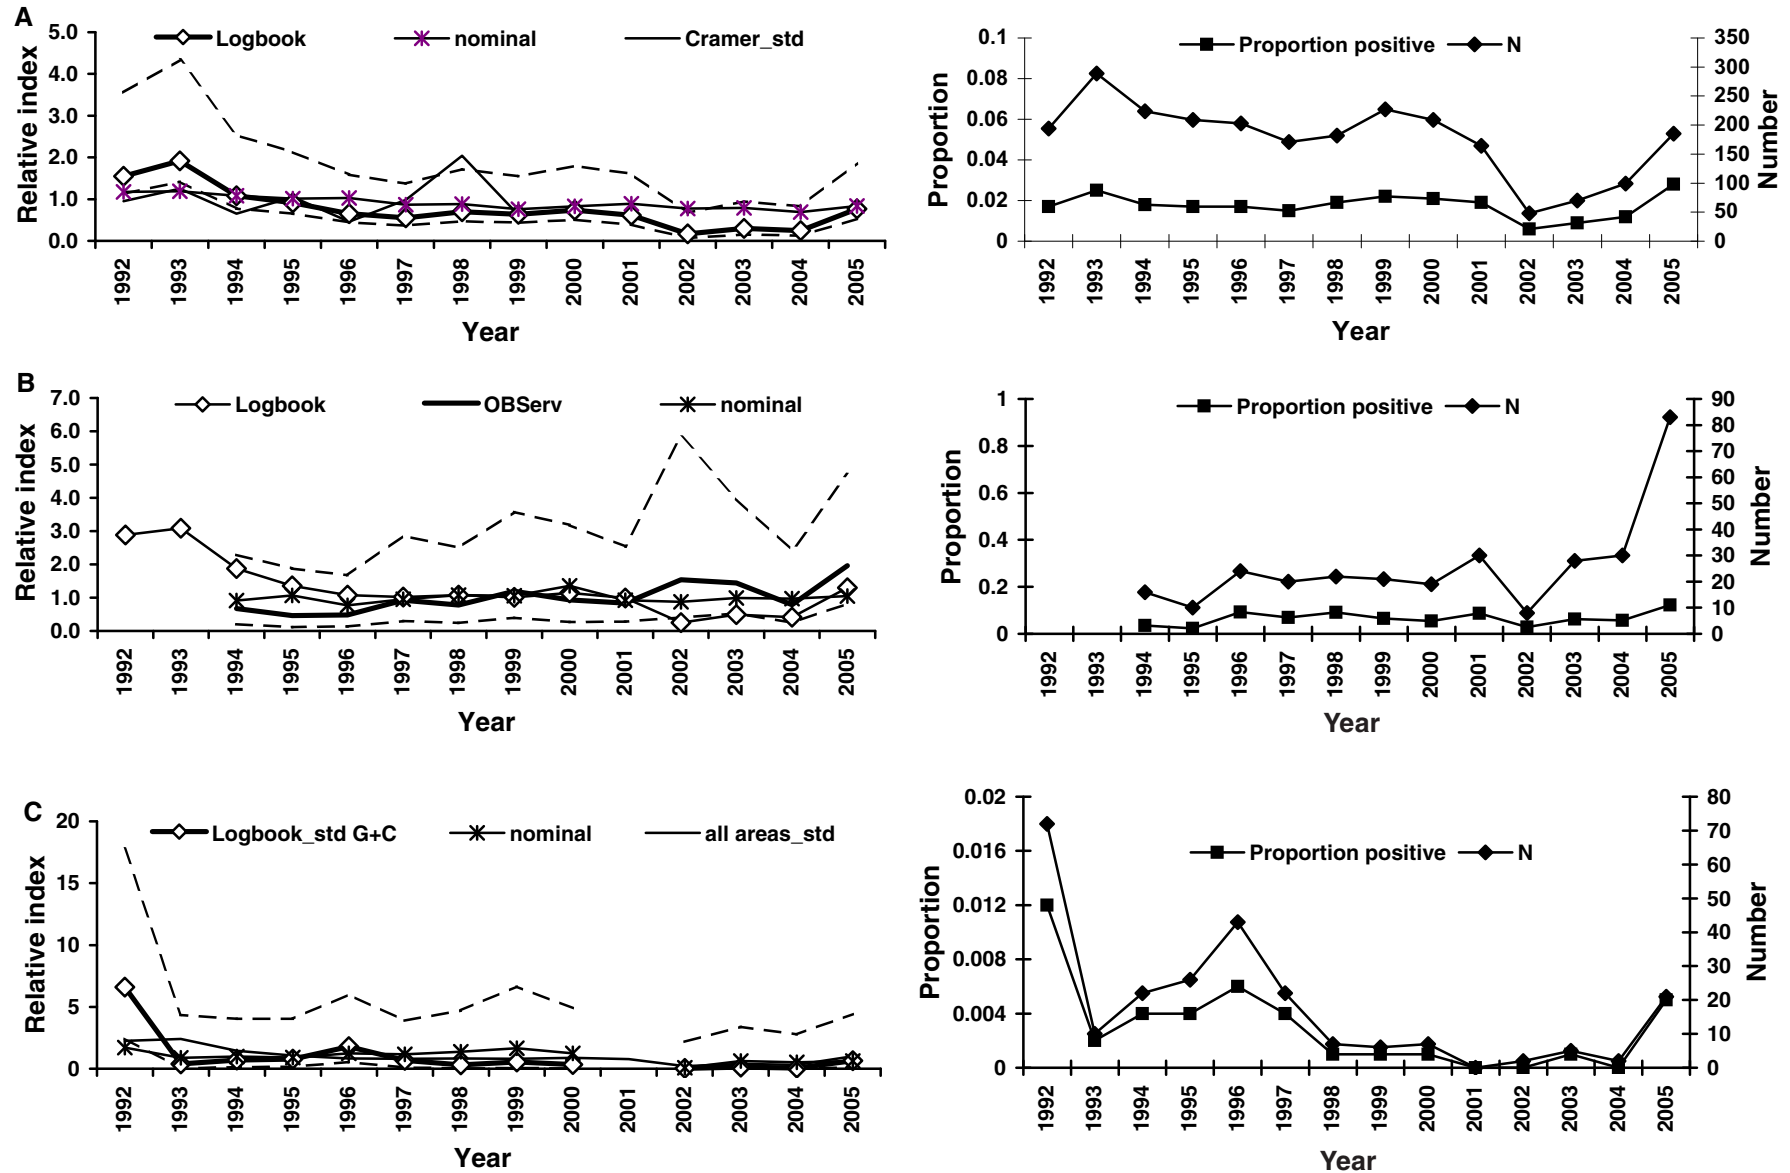 A
Logbook nominal Cramer_std
Relative index
5.0
4.0
3.0
2.0
1.0
0.0
1992 1993 1994 1995 1996 1997 1998 1999 2000 2001 2002 2003 2004 2005
Year
Proportion positive N
Proportion
0.1
0.08
0.06
0.04
0.02
0
350
300
250
200
150
100
50
0
Number
1992 1993 1994 1995 1996 1997 1998 1999 2000 2001 2002 2003 2004 2005
Year
B
Logbook OBServ nominal
Relative index
7.0
6.0
5.0
4.0
3.0
2.0
1.0
0.0
1992 1993 1994 1995 1996 1997 1998 1999 2000 2001 2002 2003 2004 2005
Year
Proportion positive N
Proportion
1
0.8
0.6
0.4
0.2
0
90
80
70
60
50
40
30
20
10
0
Number
1992 1993 1994 1995 1996 1997 1998 1999 2000 2001 2002 2003 2004 2005
Year
C
Logbook_std G+C nominal all areas_std
Relative index
20
15
10
5
0
1992 1993 1994 1995 1996 1997 1998 1999 2000 2001 2002 2003 2004 2005
Year
Proportion positive N
Proportion
0.02
0.016
0.012
0.008
0.004
0
80
70
60
50
40
30
20
10
0
Number
1992 1993 1994 1995 1996 1997 1998 1999 2000 2001 2002 2003 2004 2005
Year